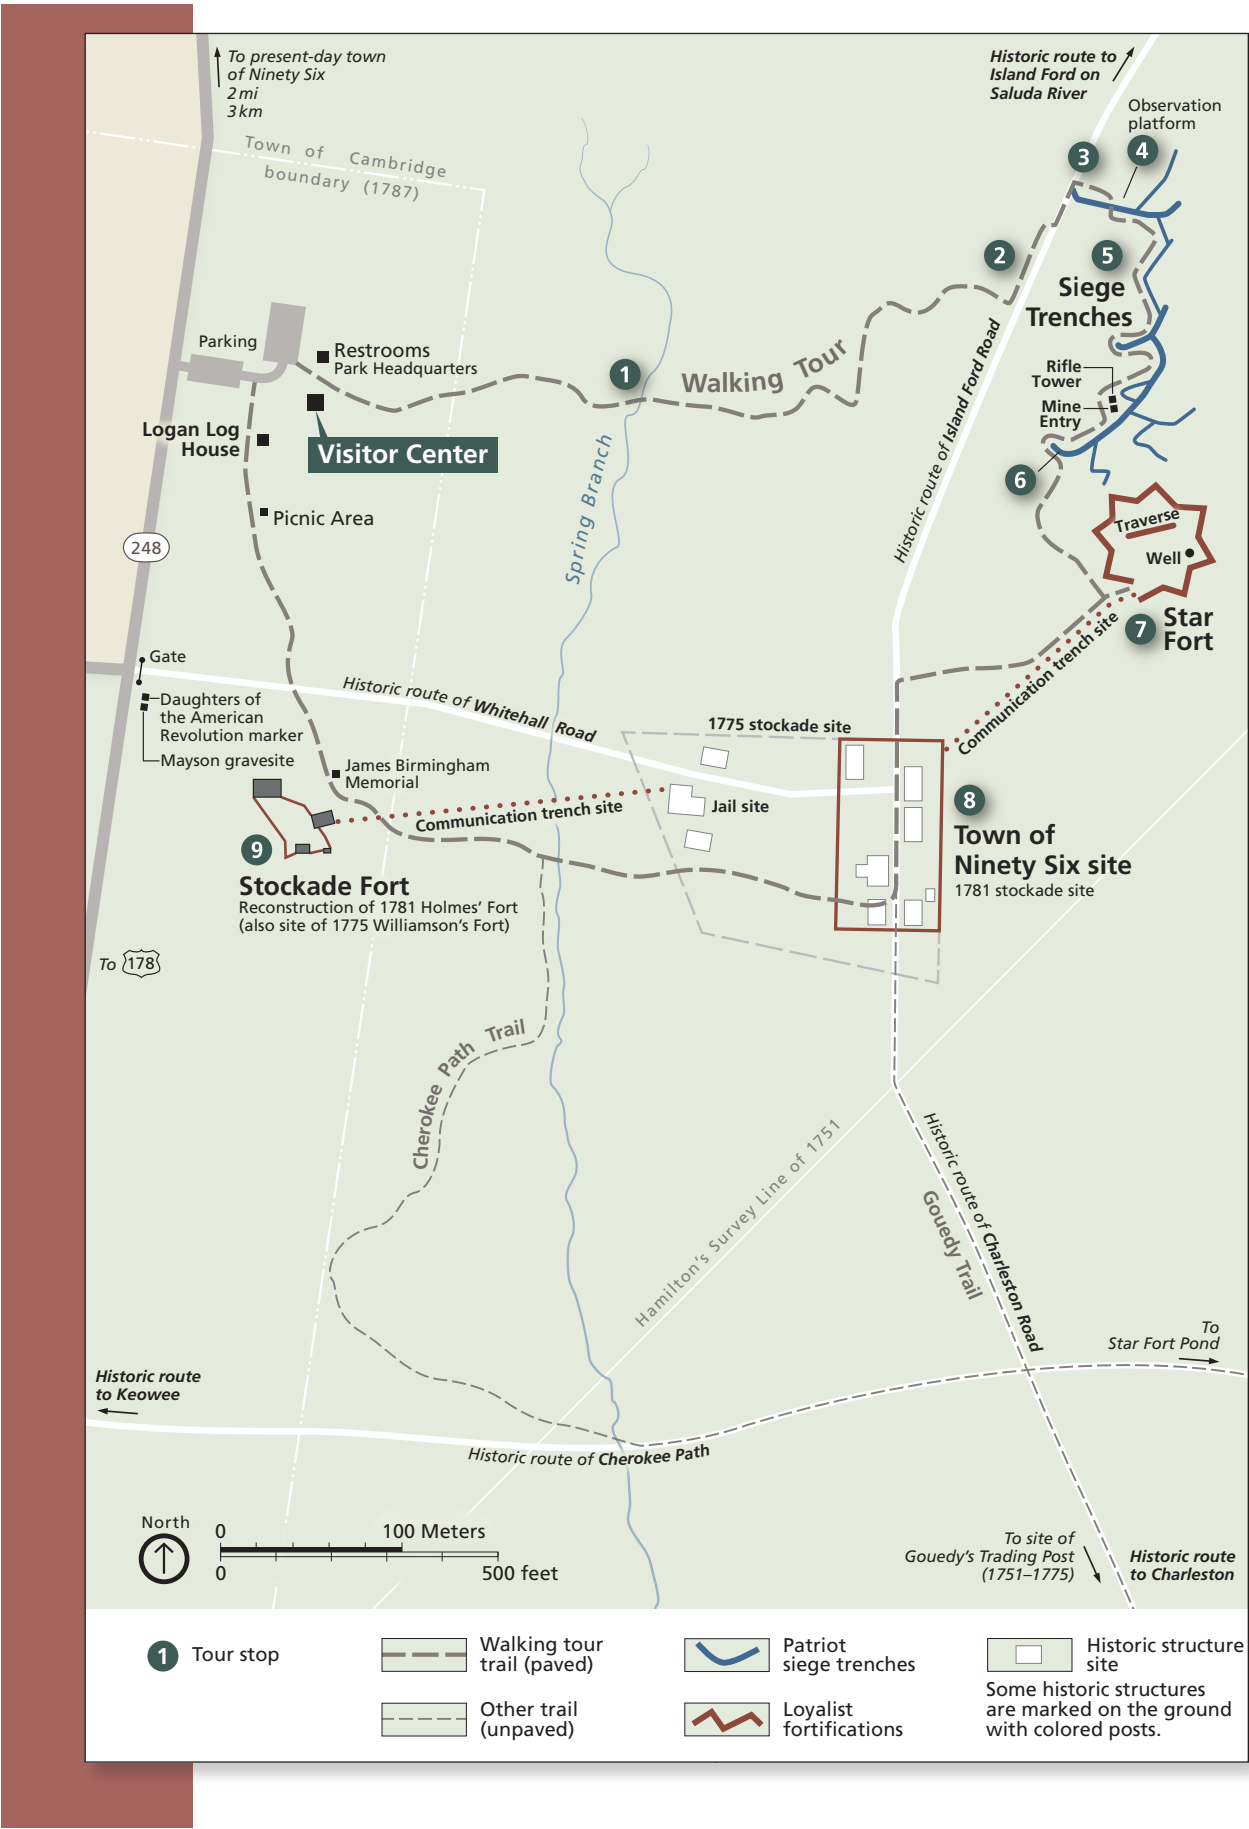 To present-day town
of Ninety Six
2 mi
3 km
Historic route to
Island Ford on
Saluda River
Observation
platform
Town of Cambridge
boundary (1787)
3
4
2
5
Siege
Trenches
Parking
Restrooms
Park Headquarters
1
Walking Tour
Historic route of Island Ford Road
Rifle
Tower
Mine
Entry
Logan Log
House
Visitor Center
6
Spring Branch
Picnic Area
248
Traverse
Well
7
Star
Fort
Communication trench site
Gate
Daughters of
the American
Revolution marker
Mayson gravesite
Historic route of Whitehall Road
1775 stockade site
James Birmingham
Memorial
Communication trench site
Jail site
8
Town of
Ninety Six site
1781 stockade site
9
Stockade Fort
Reconstruction of 1781 Holmes' Fort
(also site of 1775 Williamson's Fort)
To 178
Cherokee Path Trail
Hamilton's Survey Line of 1751
Historic route of Charleston Road
Gouedy Trail
To
Star Fort Pond
Historic route
to Keowee
Historic route of Cherokee Path
North
0 100 Meters
0 500 feet
To site of
Gouedy's Trading Post
(1751–1775)
Historic route
to Charleston
1 Tour stop
Walking tour
trail (paved)
Other trail
(unpaved)
Patriot
siege trenches
Loyalist
fortifications
Historic structure
site
Some historic structures
are marked on the ground
with colored posts.